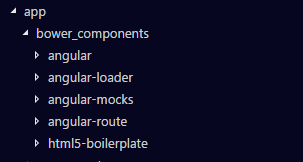 app
bower_components
angular
angular-loader
angular-mocks
angular-route
html5-boilerplate